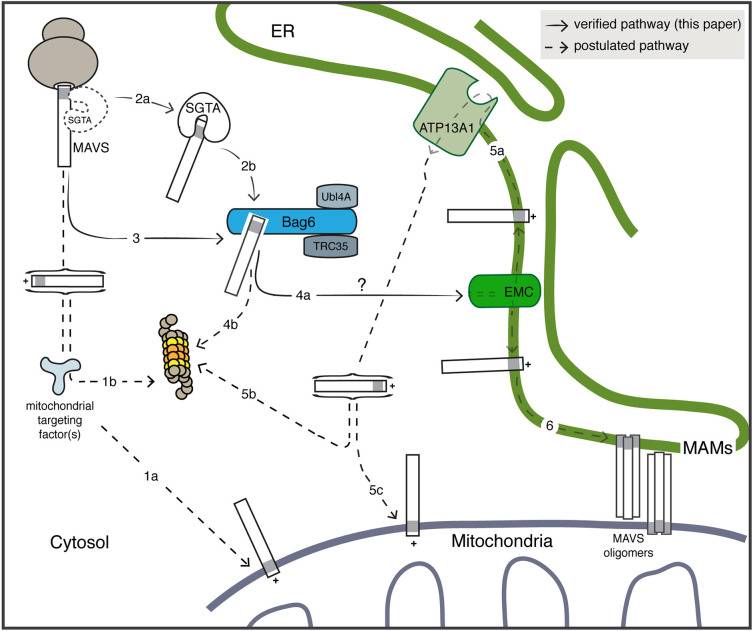 ER
verified pathway (this paper)
postulated pathway
2a
SGTA
SGTA
MAVS
ATP13A1
5a
2b
Ubl4A
Bag6
TRC35
+
3
?
4a
EMC
+
4b
+
1b
5b
+
mitochondrial
targeting
factor(s)
6
MAMs
1a
5c
Cytosol
Mitochondria
MAVS
oligomers
+
+